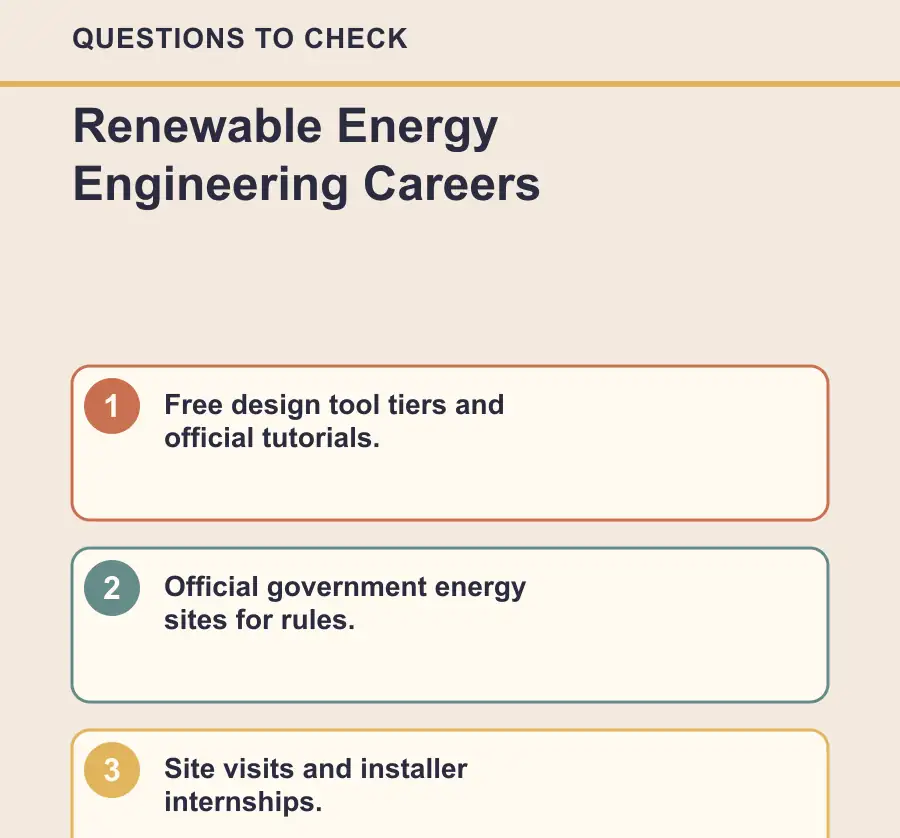 QUESTIONS TO CHECK
Renewable Energy
Engineering Careers
1
Free design tool tiers and
official tutorials.
2
Official government energy
sites for rules.
3
Site visits and installer
internships.